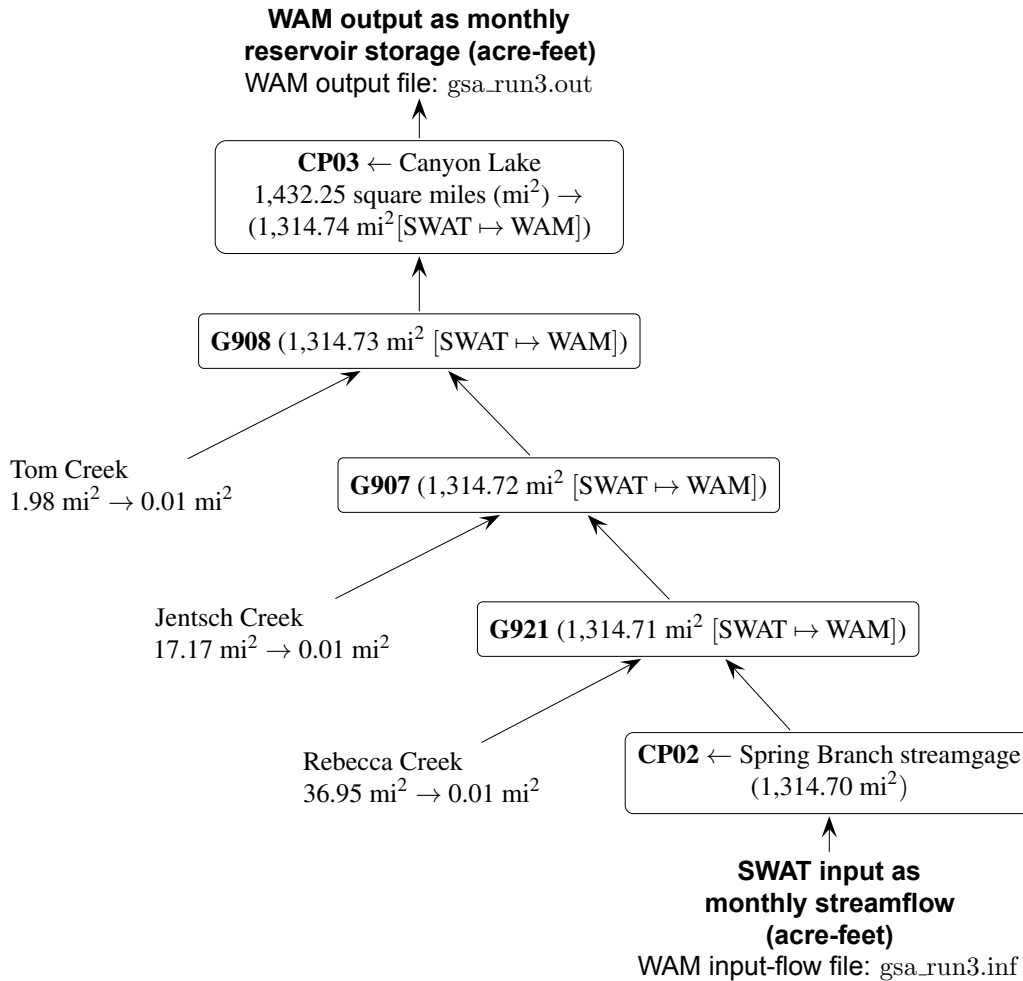 WAM output as monthly
reservoir storage (acre-feet)
WAM output file: gsa_run3.out
CP03 ← Canyon Lake
1,432.25 square miles (mi²) →
(1,314.74 mi²[SWAT ↦ WAM])
G908 (1,314.73 mi² [SWAT ↦ WAM])
Tom Creek
1.98 mi² → 0.01 mi²
G907 (1,314.72 mi² [SWAT ↦ WAM])
Jentsch Creek
17.17 mi² → 0.01 mi²
G921 (1,314.71 mi² [SWAT ↦ WAM])
Rebecca Creek
36.95 mi² → 0.01 mi²
CP02 ← Spring Branch streamgage
(1,314.70 mi²)
SWAT input as
monthly streamflow
(acre-feet)
WAM input-flow file: gsa_run3.inf